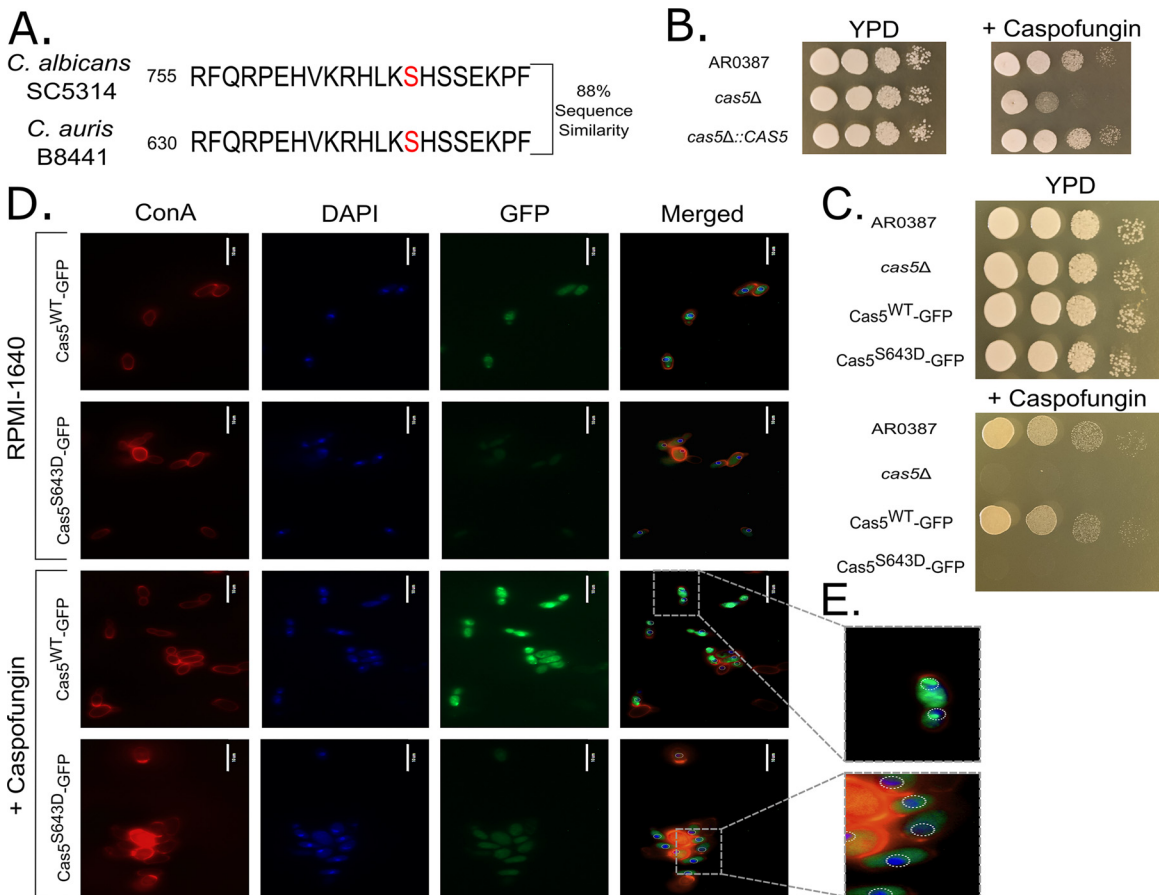 A.
C. albicans
SC5314
755 RFQRPEHVKRHLKSHSSEKPF
C. auris
B8441
630 RFQRPEHVKRHLKSHSSEKPF
88%
Sequence
Similarity
B.
YPD
+ Caspofungin
AR0387
cas5Δ
cas5Δ::CAS5
C.
YPD
AR0387
cas5Δ
Cas5WT-GFP
Cas5S643D-GFP
+ Caspofungin
AR0387
cas5Δ
Cas5WT-GFP
Cas5S643D-GFP
D.
ConA DAPI GFP Merged
RPMI-1640
Cas5WT-GFP
Cas5S643D-GFP
+ Caspofungin
Cas5WT-GFP
Cas5S643D-GFP
E.